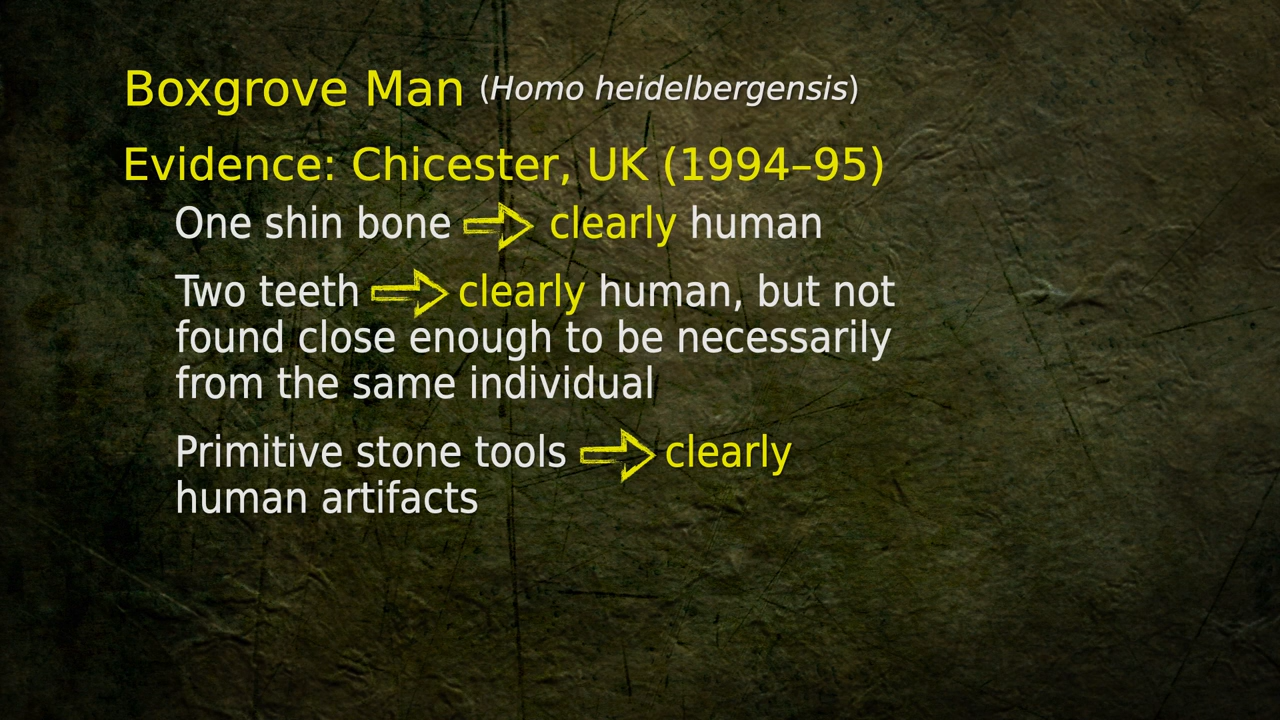 Boxgrove Man (Homo heidelbergensis)
Evidence: Chicester, UK (1994–95)
One shin bone ⇨ clearly human
Two teeth ⇨ clearly human, but not
found close enough to be necessarily
from the same individual
Primitive stone tools ⇨ clearly
human artifacts